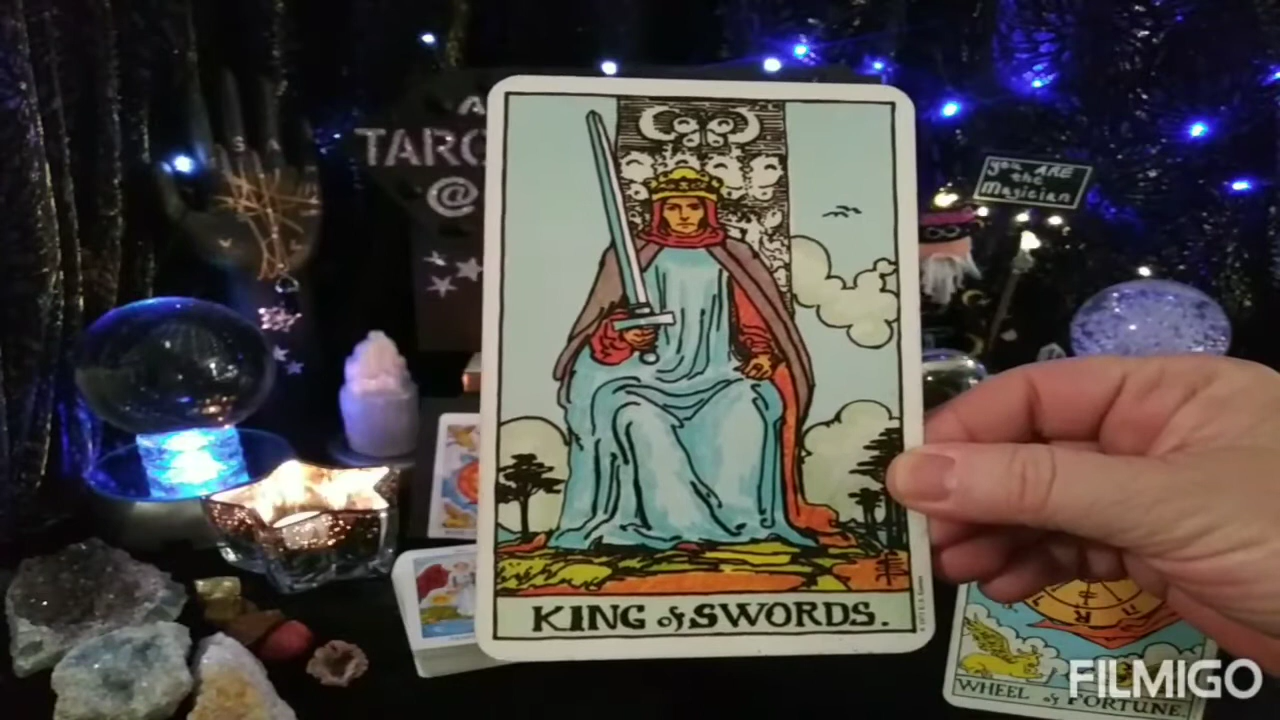 TARO
@
S A
you ARE
the
Magician
KING of SWORDS.
WHEEL of FORTUNE.
FILMIGO